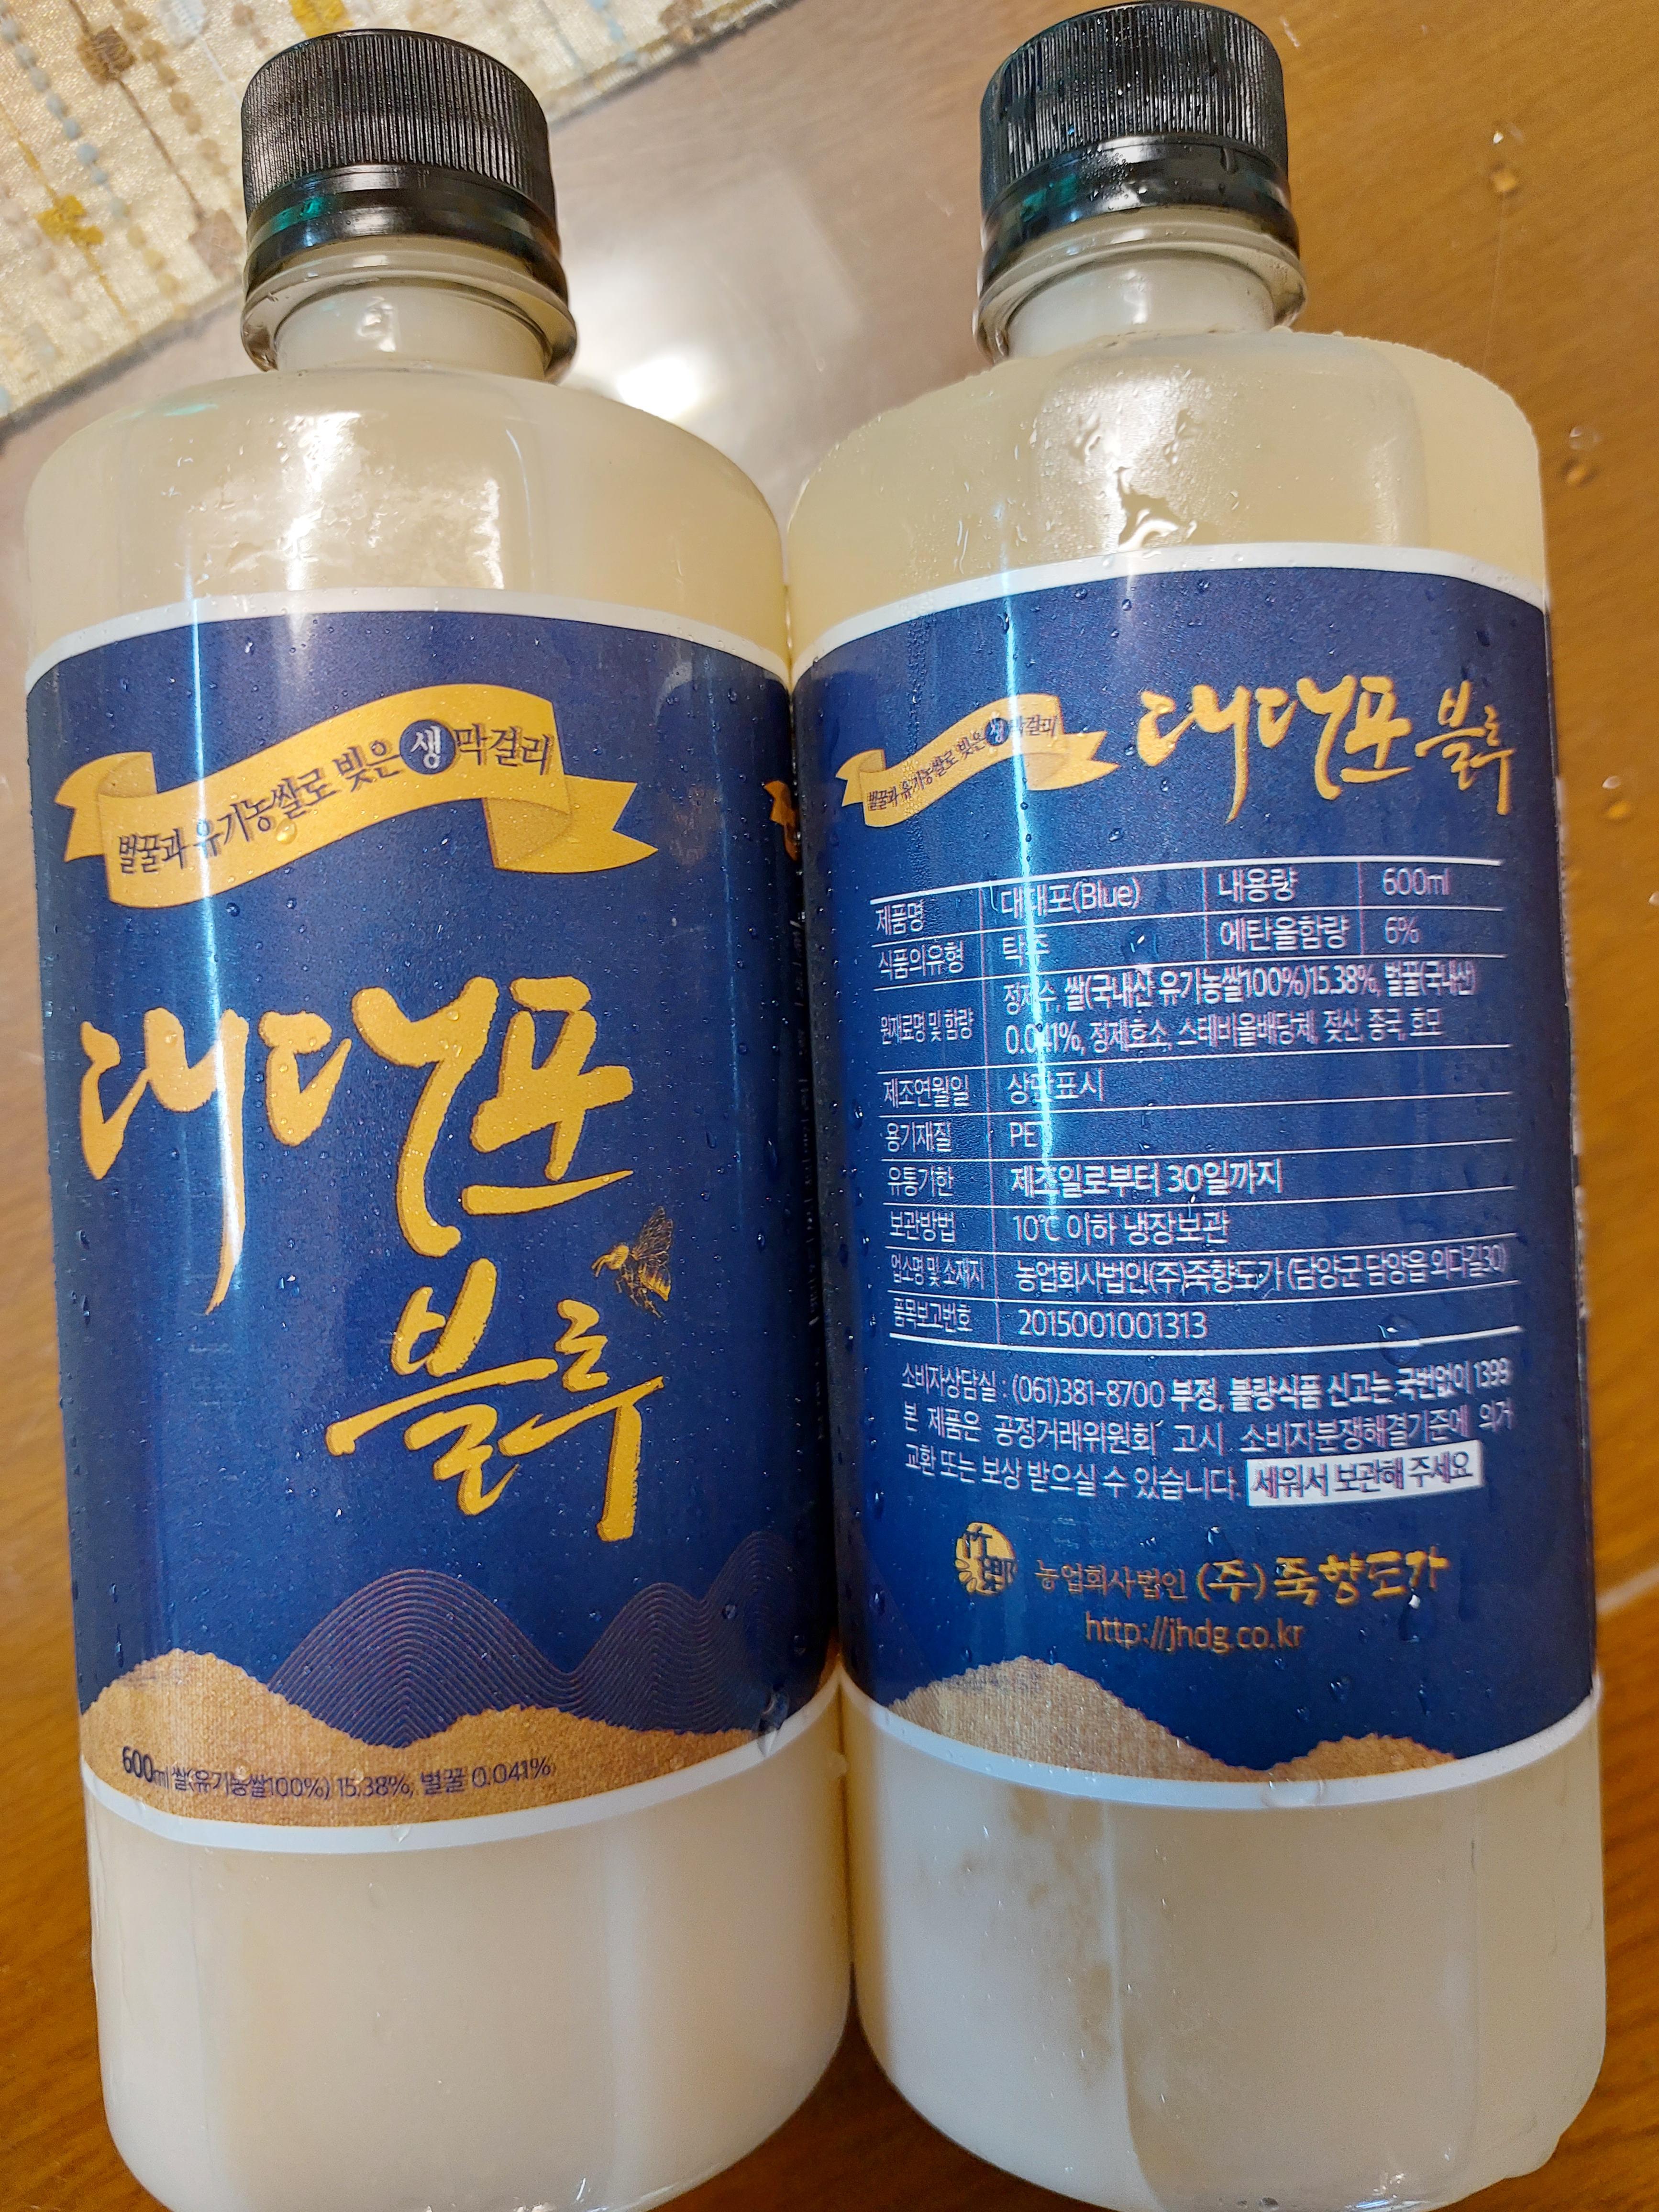 벌꿀과 유기농쌀로 빚은 생막걸리
대대포
블루
600ml 쌀(유기농쌀100%) 15.38%, 벌꿀 0.041%
벌꿀과 유기농쌀로 빚은 생막걸리
대대포 블루
제품명 대대포(Blue) 내용량 600ml
식품의유형 탁주 에탄올함량 6%
원재료명 및 함량 정제수, 쌀(국내산 유기농쌀100%)15.38%, 벌꿀(국내산)
0.041%, 정제효소, 스테비올배당체, 젖산, 종국, 효모
제조연월일 상단표시
용기재질 PET
유통기한 제조일로부터 30일까지
보관방법 10℃ 이하 냉장보관
업소명 및 소재지 농업회사법인(주)죽향도가 (담양군 담양읍 외다길30)
품목보고번호 2015001001313
소비자상담실 : (061)381-8700 부정, 불량식품 신고는 국번없이 1399
본 제품은 공정거래위원회 고시 소비자분쟁해결기준에 의거
교환 또는 보상 받으실 수 있습니다. 세워서 보관해 주세요
농업회사법인 (주)죽향도가
http://jhdg.co.kr